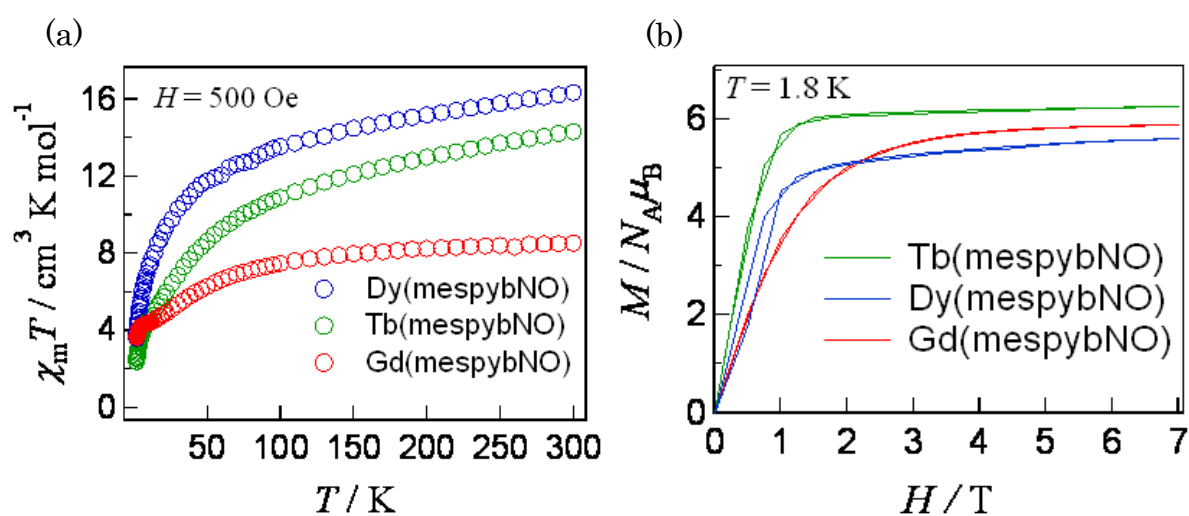 (a)
H = 500 Oe
16
12
8
4
0
χmT / cm³ K mol⁻¹
Dy(mespybNO)
Tb(mespybNO)
Gd(mespybNO)
50 100 150 200 250 300
T / K
(b)
T = 1.8 K
6
4
2
0
M / NAμB
Tb(mespybNO)
Dy(mespybNO)
Gd(mespybNO)
0 1 2 3 4 5 6 7
H / T